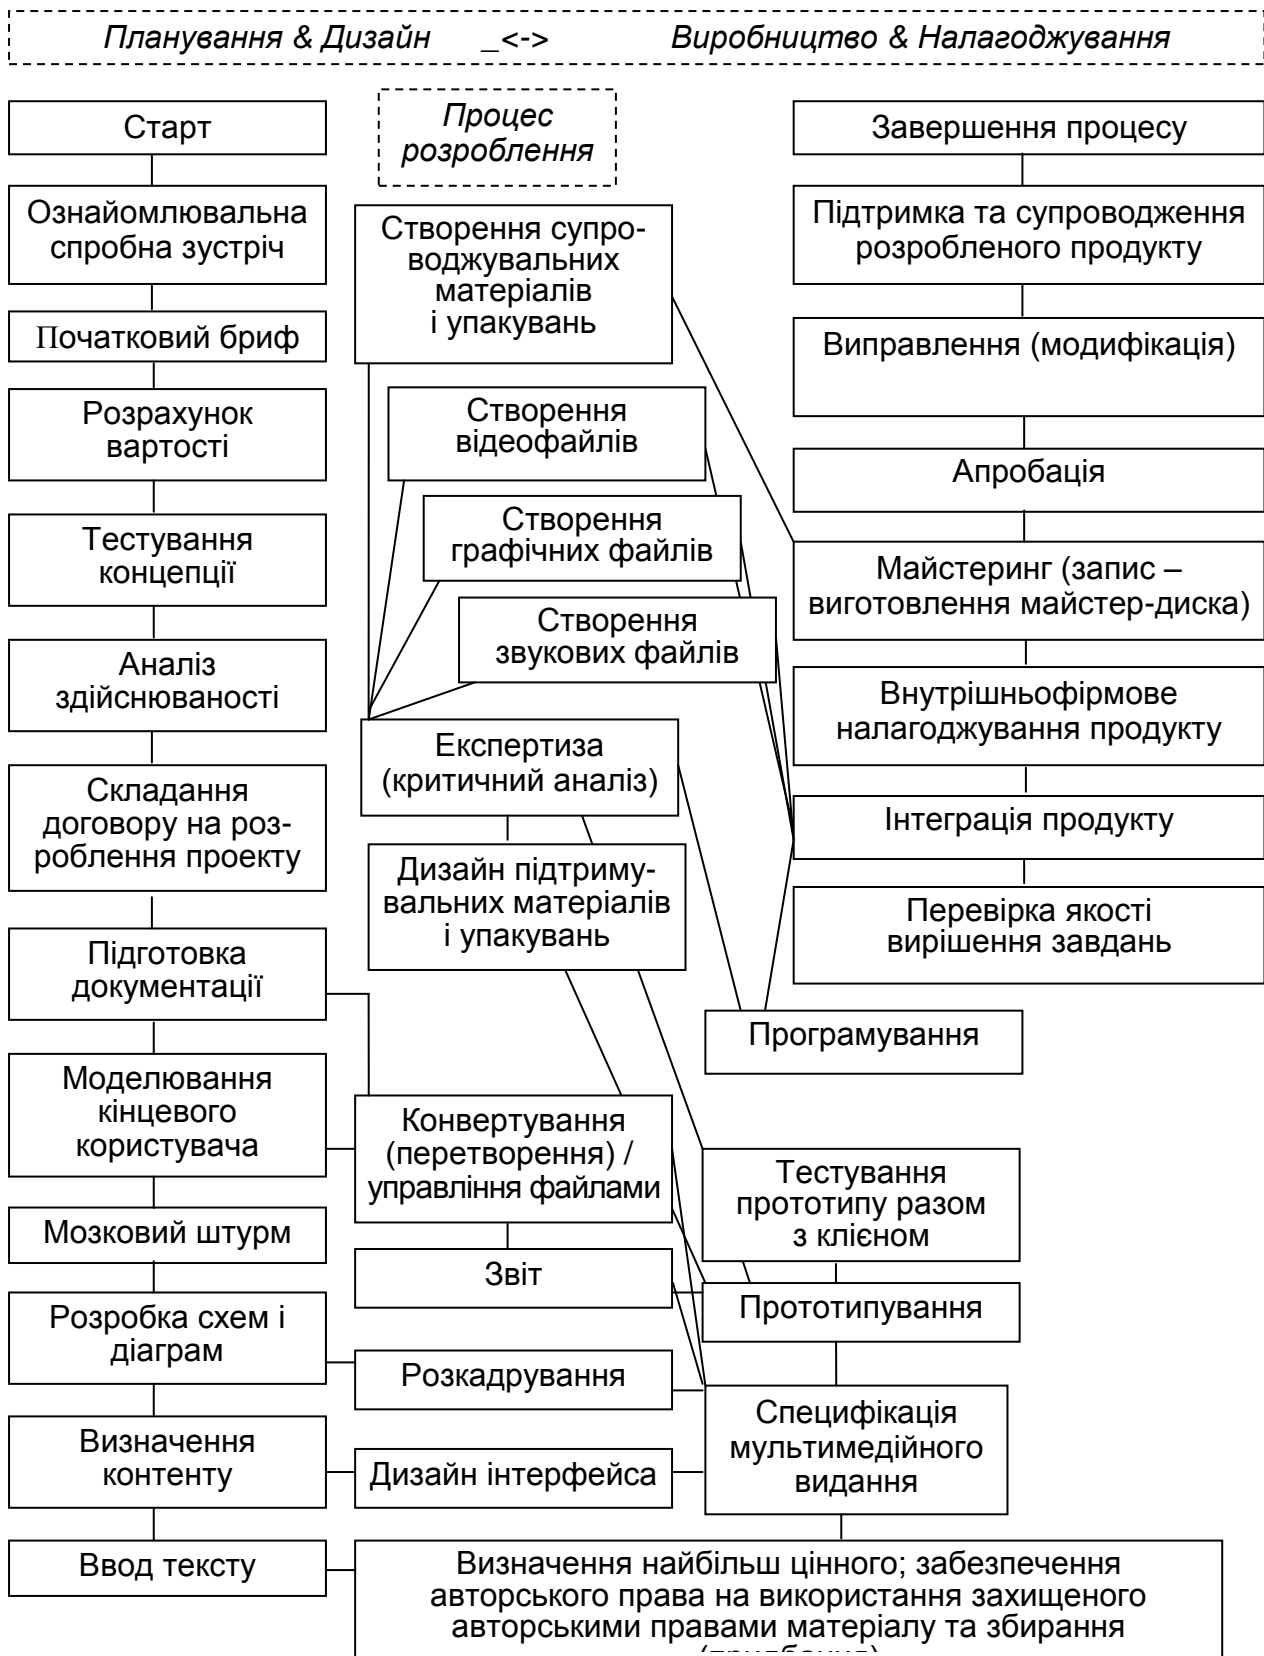 Планування & Дизайн _<-> Виробництво & Налагоджування
Старт
Ознайомлювальна
спробна зустріч
Початковий бриф
Розрахунок
вартості
Тестування
концепції
Аналіз
здійснюваності
Складання
договору на роз-
роблення проекту
Підготовка
документації
Моделювання
кінцевого
користувача
Мозковий штурм
Розробка схем і
діаграм
Визначення
контенту
Ввод тексту
Процес
розроблення
Створення супро-
воджувальних
матеріалів
і упакувань
Створення
відеофайлів
Створення
графічних файлів
Створення
звукових файлів
Експертиза
(критичний аналіз)
Дизайн підтриму-
вальних матеріалів
і упакувань
Конвертування
(перетворення) /
управління файлами
Звіт
Розкадрування
Дизайн інтерфейса
Завершення процесу
Підтримка та супроводження
розробленого продукту
Виправлення (модифікація)
Апробація
Майстеринг (запис –
виготовлення майстер-диска)
Внутрішньофірмове
налагоджування продукту
Інтеграція продукту
Перевірка якості
вирішення завдань
Програмування
Тестування
прототипу разом
з клієном
Прототипування
Специфікація
мультимедійного
видання
Визначення найбільш цінного; забезпечення
авторського права на використання захищеного
авторськими правами матеріалу та збирання